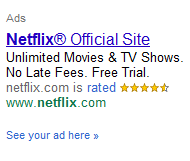 Ads
Netflix® Official Site
Unlimited Movies & TV Shows.
No Late Fees. Free Trial.
netflix.com is rated
www.netflix.com
See your ad here »